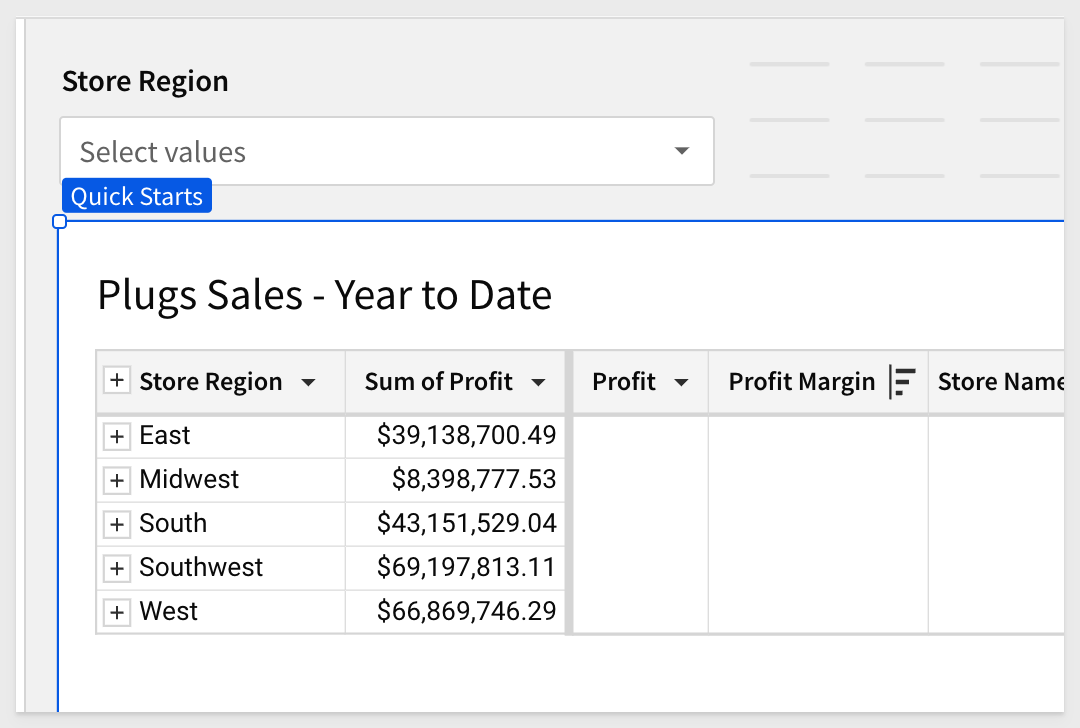 Store Region
Select values
Quick Starts
Plugs Sales - Year to Date
Store Region Sum of Profit Profit Profit Margin Store Name
East $39,138,700.49
Midwest $8,398,777.53
South $43,151,529.04
Southwest $69,197,813.11
West $66,869,746.29